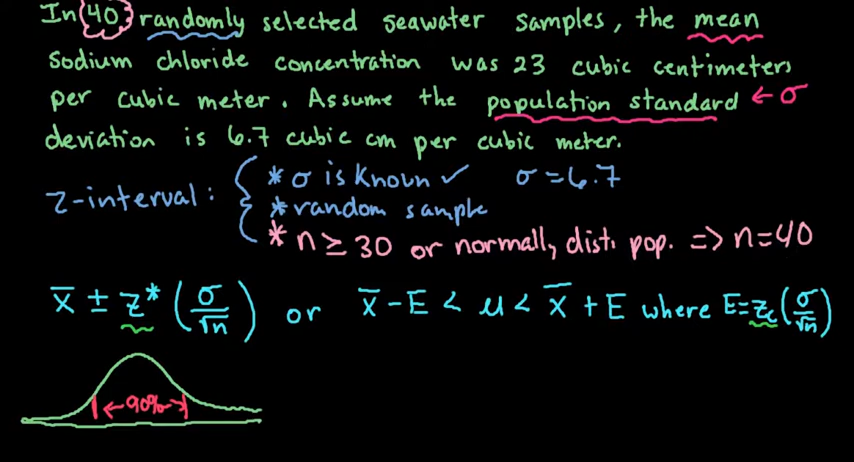 In 40 randomly selected seawater samples, the mean
sodium chloride concentration was 23 cubic centimeters
per cubic meter. Assume the population standard ← σ
deviation is 6.7 cubic cm per cubic meter.
z-interval: { * σ is known ✓ σ = 6.7
* random sample
* n ≥ 30 or normally dist. pop. => n = 40
x̄ ± z* (σ/√n) or x̄ - E < μ < x̄ + E where E = z_c (σ/√n)
←90%→